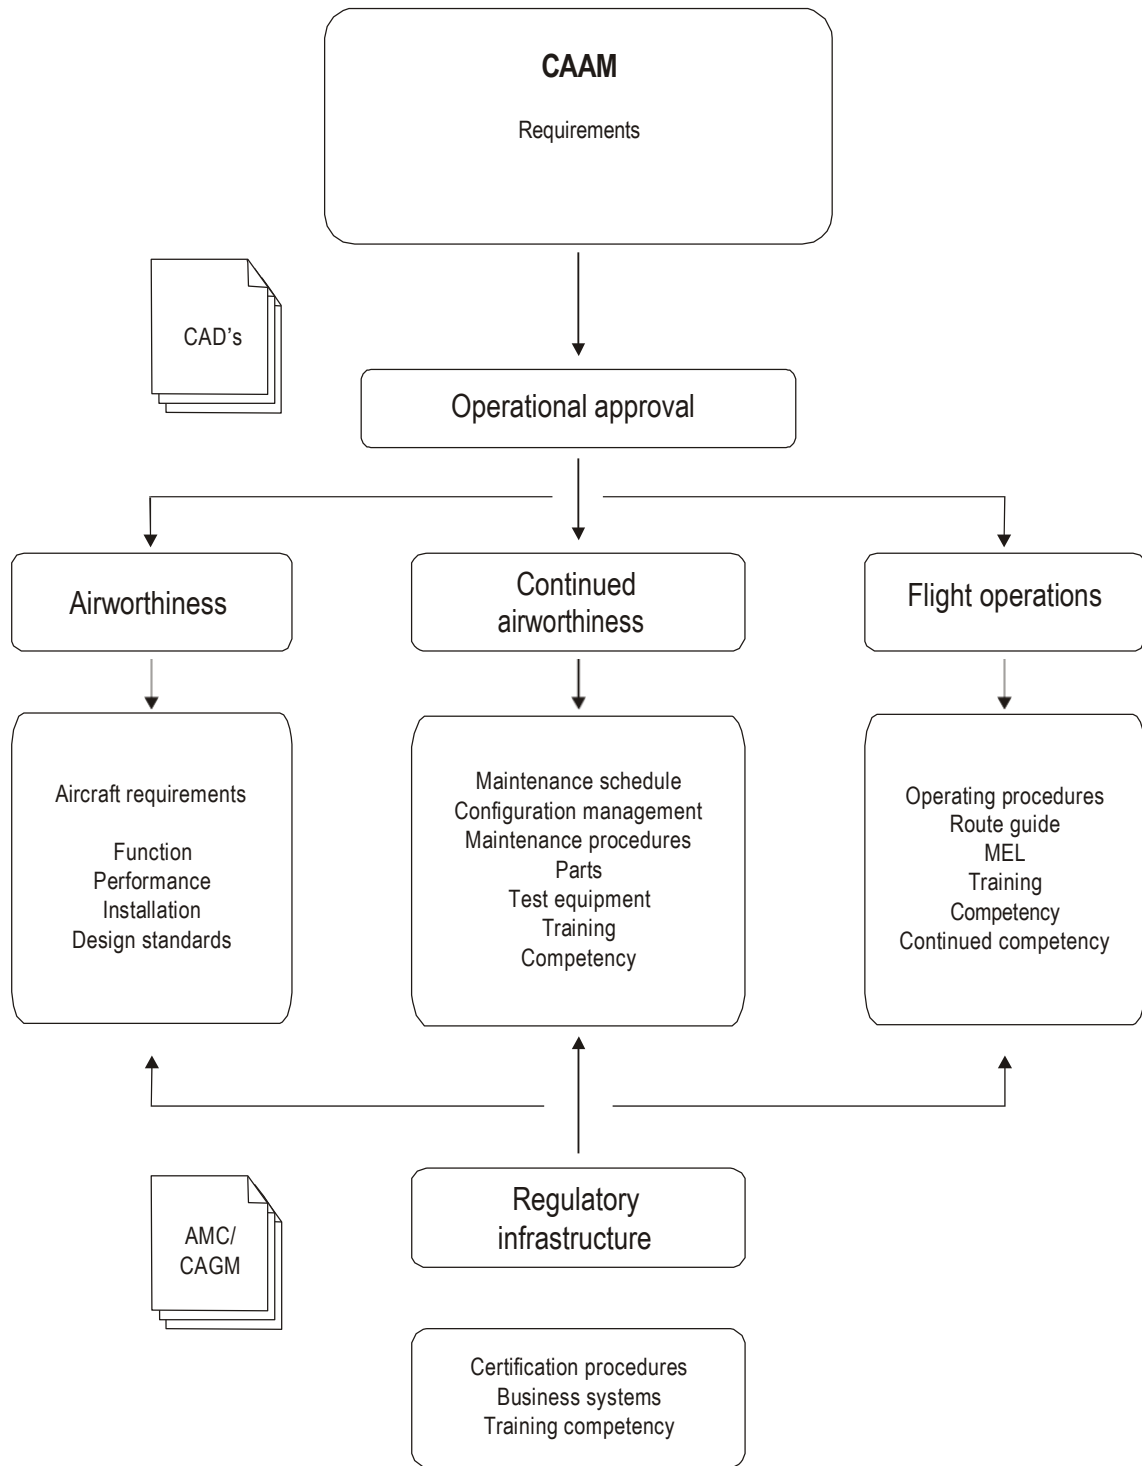 CAAM
Requirements
CAD's
Operational approval
Airworthiness
Continued
airworthiness
Flight operations
Aircraft requirements
Function
Performance
Installation
Design standards
Maintenance schedule
Configuration management
Maintenance procedures
Parts
Test equipment
Training
Competency
Operating procedures
Route guide
MEL
Training
Competency
Continued competency
Regulatory
infrastructure
AMC/
CAGM
Certification procedures
Business systems
Training competency